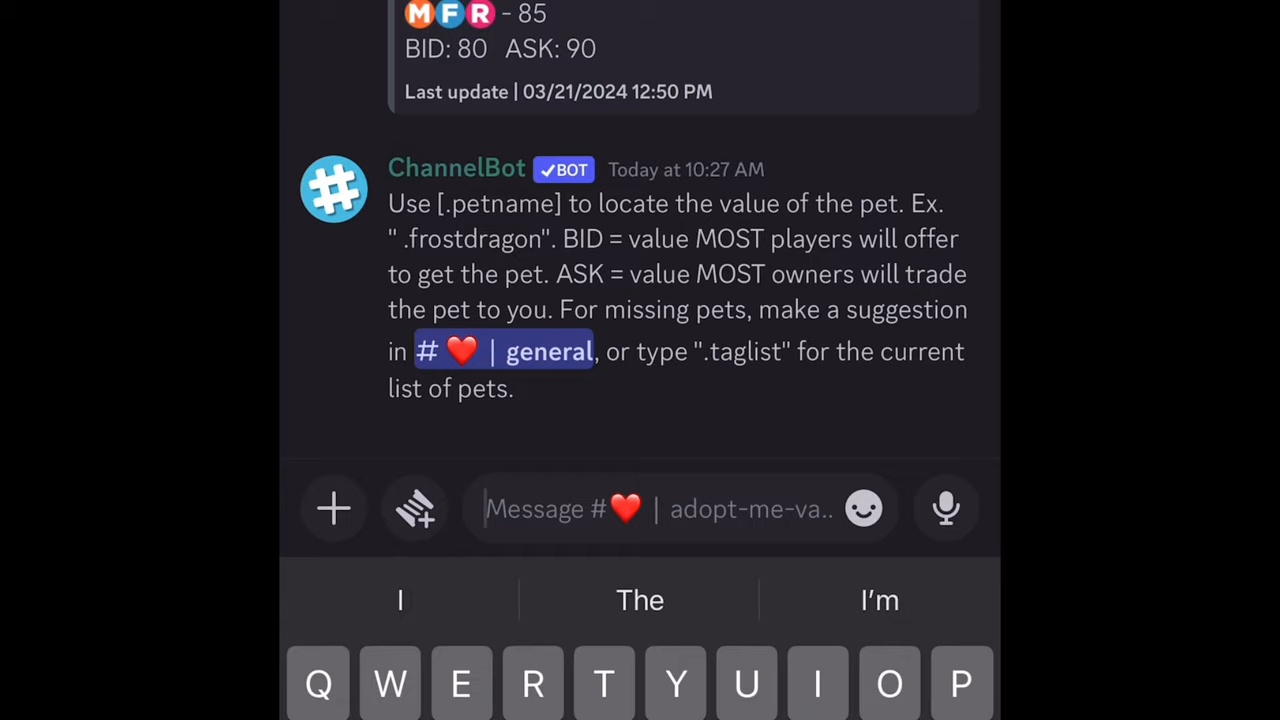 M F R - 85
BID: 80 ASK: 90
Last update | 03/21/2024 12:50 PM
ChannelBot ✓BOT Today at 10:27 AM
Use [.petname] to locate the value of the pet. Ex.
" .frostdragon". BID = value MOST players will offer
to get the pet. ASK = value MOST owners will trade
the pet to you. For missing pets, make a suggestion
in # ❤️ | general, or type ".taglist" for the current
list of pets.
Message #❤️ | adopt-me-va..
I The I’m
Q W E R T Y U I O P